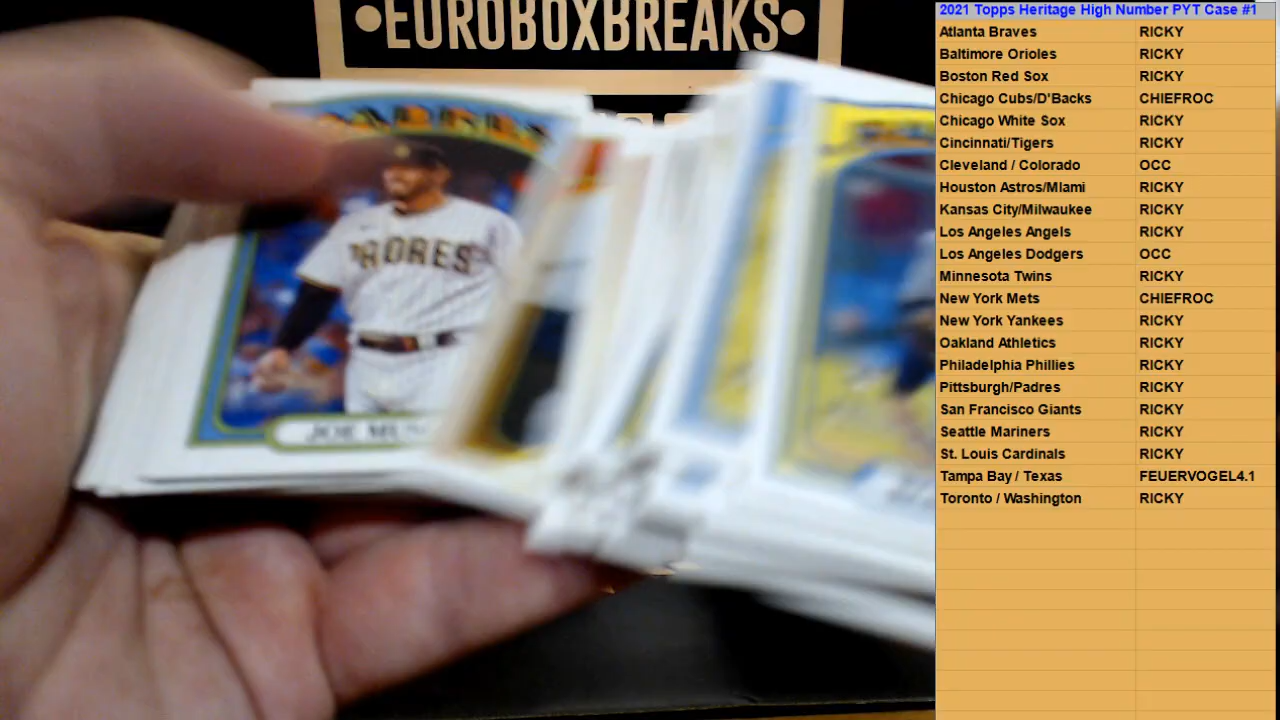 •EUROBOXBREAKS•
PADRES
PADRES
JOE
2021 Topps Heritage High Number PYT Case #1
Atlanta Braves RICKY
Baltimore Orioles RICKY
Boston Red Sox RICKY
Chicago Cubs/D'Backs CHIEFROC
Chicago White Sox RICKY
Cincinnati/Tigers RICKY
Cleveland / Colorado OCC
Houston Astros/MIami RICKY
Kansas City/Milwaukee RICKY
Los Angeles Angels RICKY
Los Angeles Dodgers OCC
Minnesota Twins RICKY
New York Mets CHIEFROC
New York Yankees RICKY
Oakland Athletics RICKY
Philadelphia Phillies RICKY
Pittsburgh/Padres RICKY
San Francisco Giants RICKY
Seattle Mariners RICKY
St. Louis Cardinals RICKY
Tampa Bay / Texas FEUERVOGEL4.1
Toronto / Washington RICKY